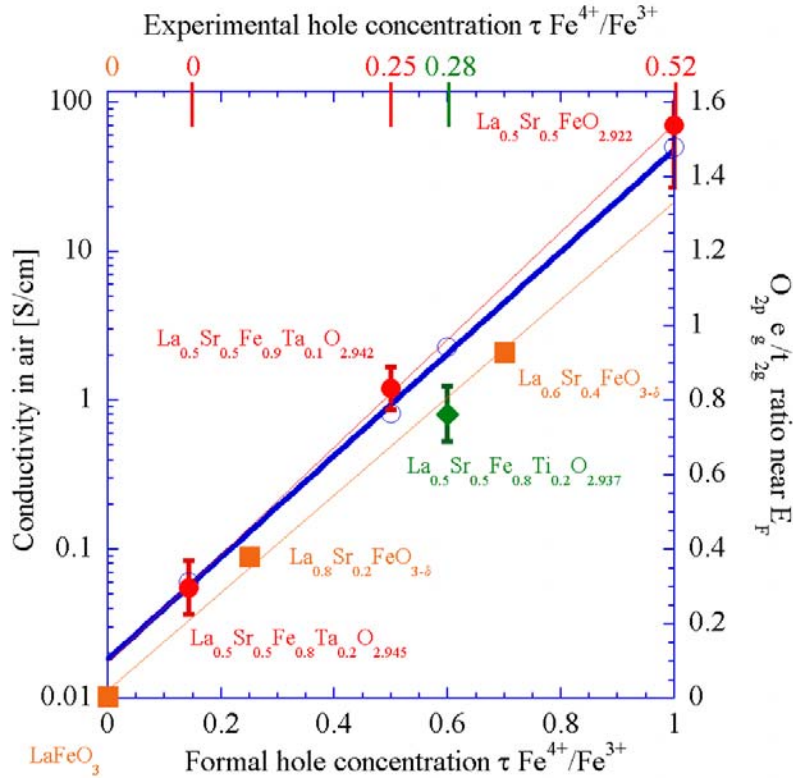 Experimental hole concentration τ Fe⁴⁺/Fe³⁺
0 0 0.25 0.28 0.52
100
10
1
0.1
0.01
Conductivity in air [S/cm]
1.6
1.4
1.2
1
0.8
0.6
0.4
0.2
0
O₂ₚ e_g/t₂g ratio near E_F
La₀.₅Sr₀.₅FeO₂.₉₂₂
La₀.₅Sr₀.₅Fe₀.₉Ta₀.₁O₂.₉₄₂
La₀.₆Sr₀.₄FeO₃₋δ
La₀.₅Sr₀.₅Fe₀.₈Ti₀.₂O₂.₉₃₇
La₀.₈Sr₀.₂FeO₃₋δ
La₀.₅Sr₀.₅Fe₀.₈Ta₀.₂O₂.₉₄₅
0 0.2 0.4 0.6 0.8 1
LaFeO₃
Formal hole concentration τ Fe⁴⁺/Fe³⁺